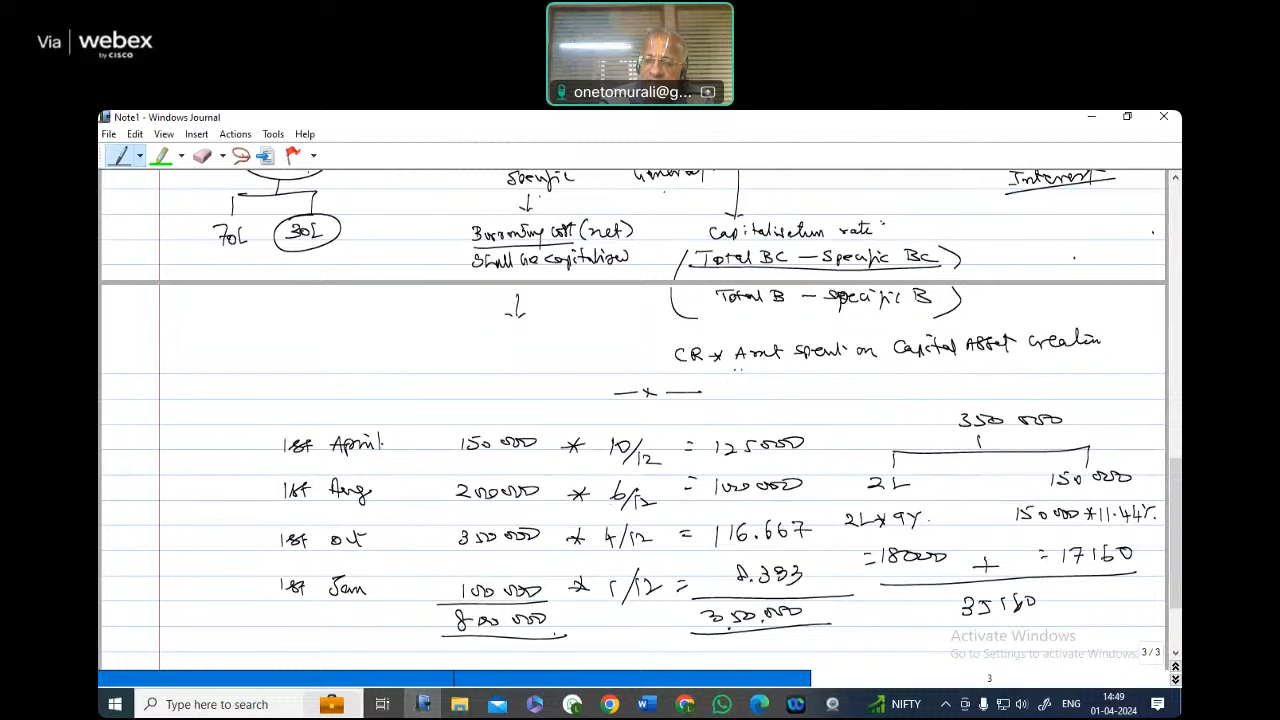 Via webex
by CISCO
onetomurali@g...
Note1 - Windows Journal
File Edit View Insert Actions Tools Help
Specific General Interest
70L 30L Borrowing cost (net) Capitalisation rate:
Shall be capitalised (Total BC - Specific BC)
(Total B - Specific B)
CR * Amt spent on Capital Asset Creation
350 000
1st April 150 000 * 10/12 = 125000
1st Aug 200000 * 6/12 = 100 000 2L 150 000
2L*9%. 150 000*11.44%.
1st Oct 350 000 * 4/12 = 116.667
=18000 + = 17160
1st Jan 100 000 * 1/12 = 8.333
35160
800 000 3,50,000
Activate Windows
Go to Settings to activate Windows.
3/3
3
Type here to search NIFTY ENG 14:49
01-04-2024